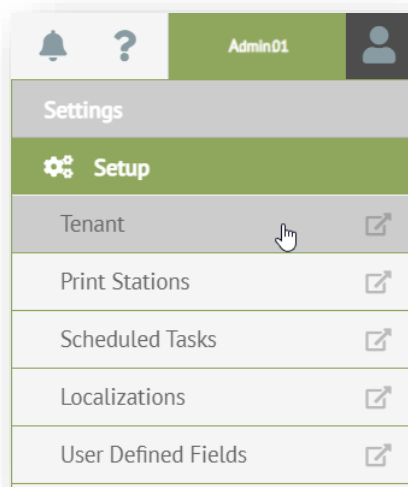 ?
Admin01
Settings
Setup
Tenant
Print Stations
Scheduled Tasks
Localizations
User Defined Fields